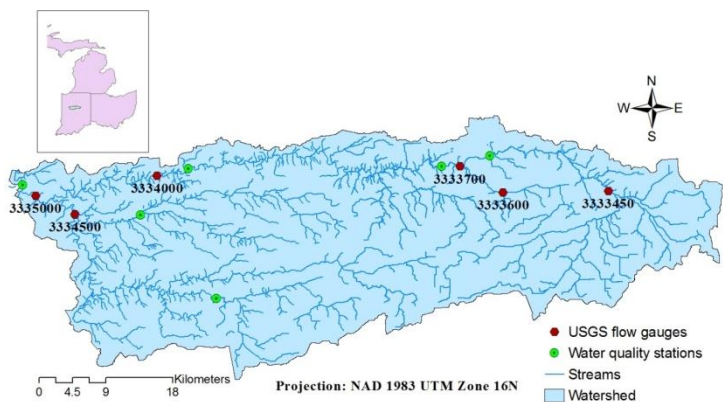 N
W E
S
3334000
3333700
3335000
3333600
3333450
3334500
USGS flow gauges
Water quality stations
Streams
Watershed
Kilometers
0 4.5 9 18
Projection: NAD 1983 UTM Zone 16N